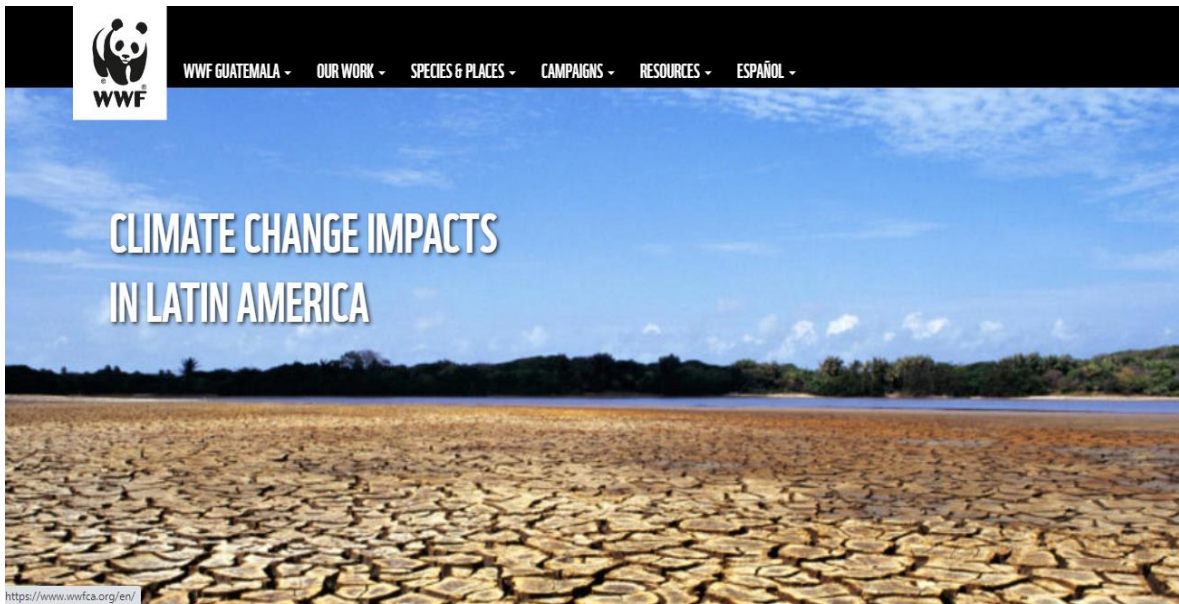 WWF
WWF GUATEMALA OUR WORK SPECIES & PLACES CAMPAIGNS RESOURCES ESPAÑOL
CLIMATE CHANGE IMPACTS
IN LATIN AMERICA
https://www.wwfca.org/en/